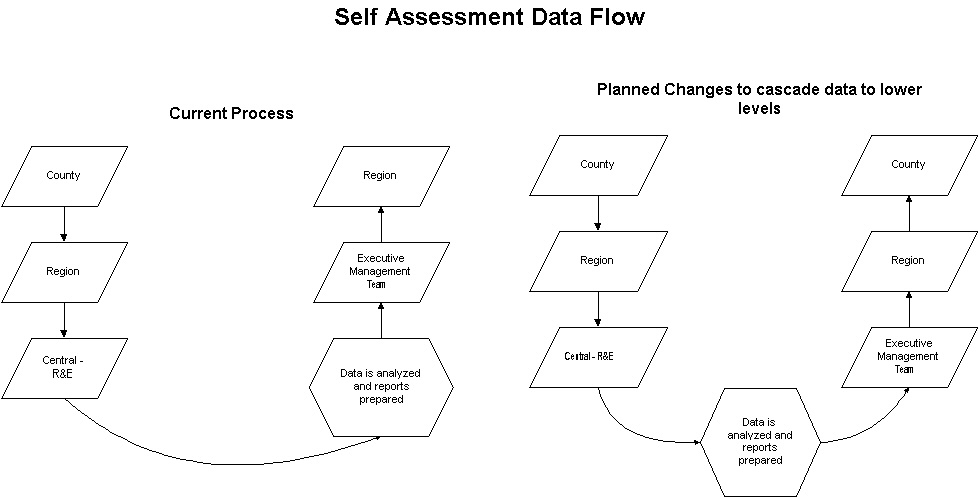 Self Assessment Data Flow
Current Process
County
Region
Central -
R&E
Data is analyzed
and reports
prepared
Executive
Management
Team
Region
Planned Changes to cascade data to lower
levels
County
Region
Central - R&E
Data is
analyzed and
reports
prepared
Executive
Management
Team
Region
County